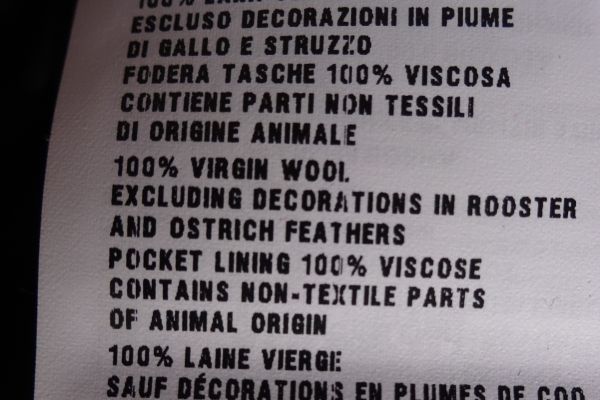 100% LANA
ESCLUSO DECORAZIONI IN PIUME
DI GALLO E STRUZZO
FODERA TASCHE 100% VISCOSA
CONTIENE PARTI NON TESSILI
DI ORIGINE ANIMALE
100% VIRGIN WOOL
EXCLUDING DECORATIONS IN ROOSTER
AND OSTRICH FEATHERS
POCKET LINING 100% VISCOSE
CONTAINS NON-TEXTILE PARTS
OF ANIMAL ORIGIN
100% LAINE VIERGE
SAUF DÉCORATIONS EN PLUMES DE COQ